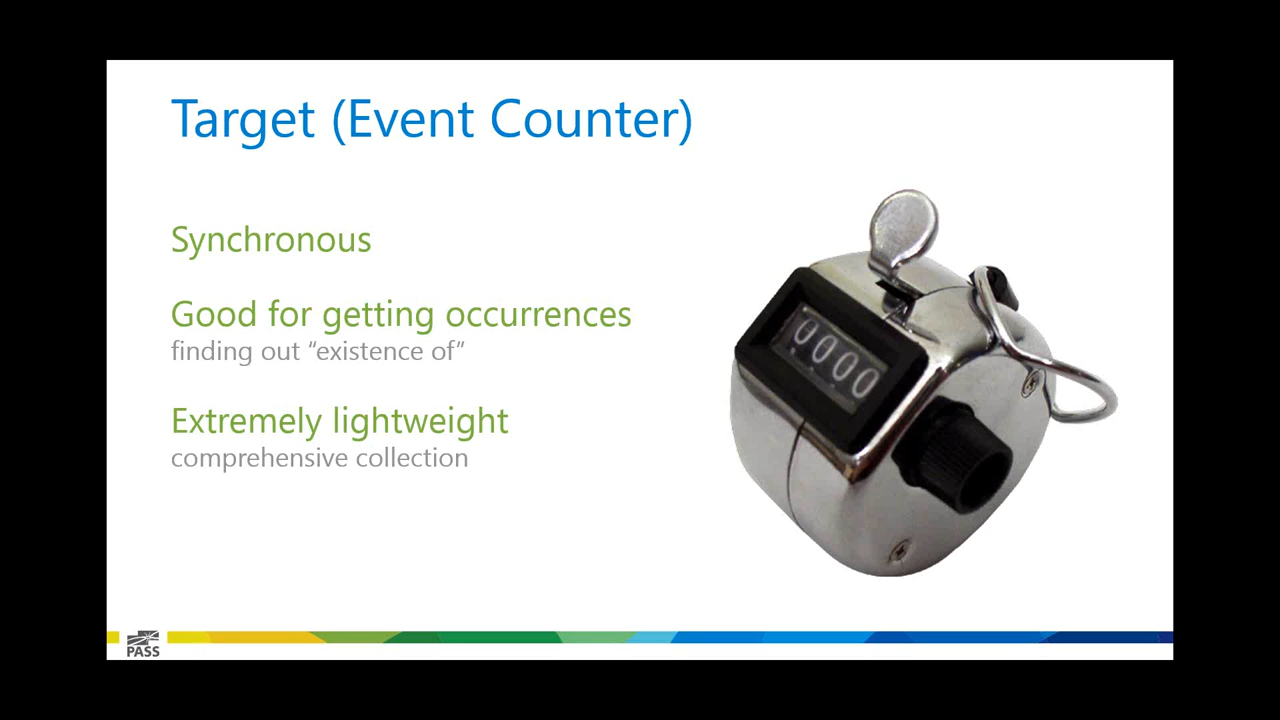 Target (Event Counter)
Synchronous
Good for getting occurrences
finding out “existence of”
Extremely lightweight
comprehensive collection
0000
PASS